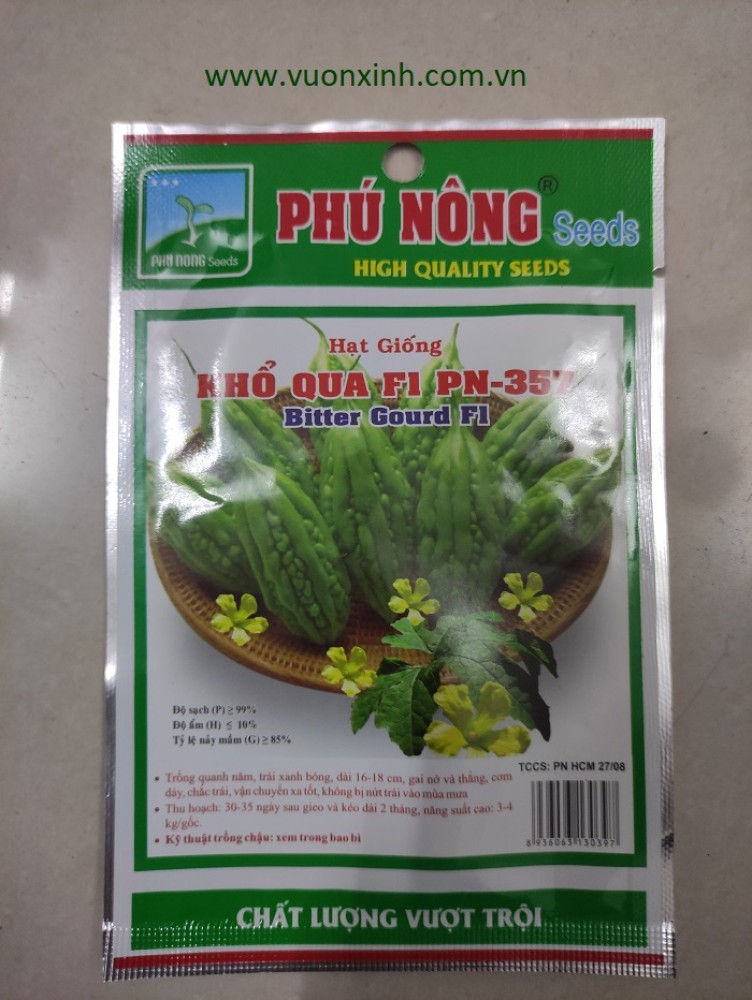 www.vuonxinh.com.vn
PHÚ NÔNG® Seeds
PHU NONG Seeds
HIGH QUALITY SEEDS
Hạt Giống
KHỔ QUA F1 PN-357
Bitter Gourd F1
Độ sạch (P) ≥ 99%
Độ ẩm (H) ≤ 10%
Tỷ lệ nảy mầm (G) ≥ 85%
TCCS: PN HCM 27/08
• Trồng quanh năm, trái xanh bóng, dài 16-18 cm, gai nở và thẳng, cơm
dày, chắc trái, vận chuyển xa tốt, không bị nứt trái vào mùa mưa
• Thu hoạch: 30-35 ngày sau gieo và kéo dài 2 tháng, năng suất cao: 3-4
kg/gốc.
• Kỹ thuật trồng chậu: xem trong bao bì
8 936063 130397
CHẤT LƯỢNG VƯỢT TRỘI